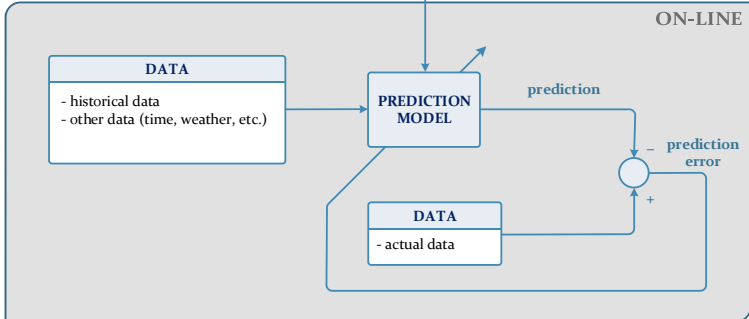 ON-LINE
DATA
- historical data
- other data (time, weather, etc.)
PREDICTION
MODEL
prediction
−
prediction
error
+
DATA
- actual data